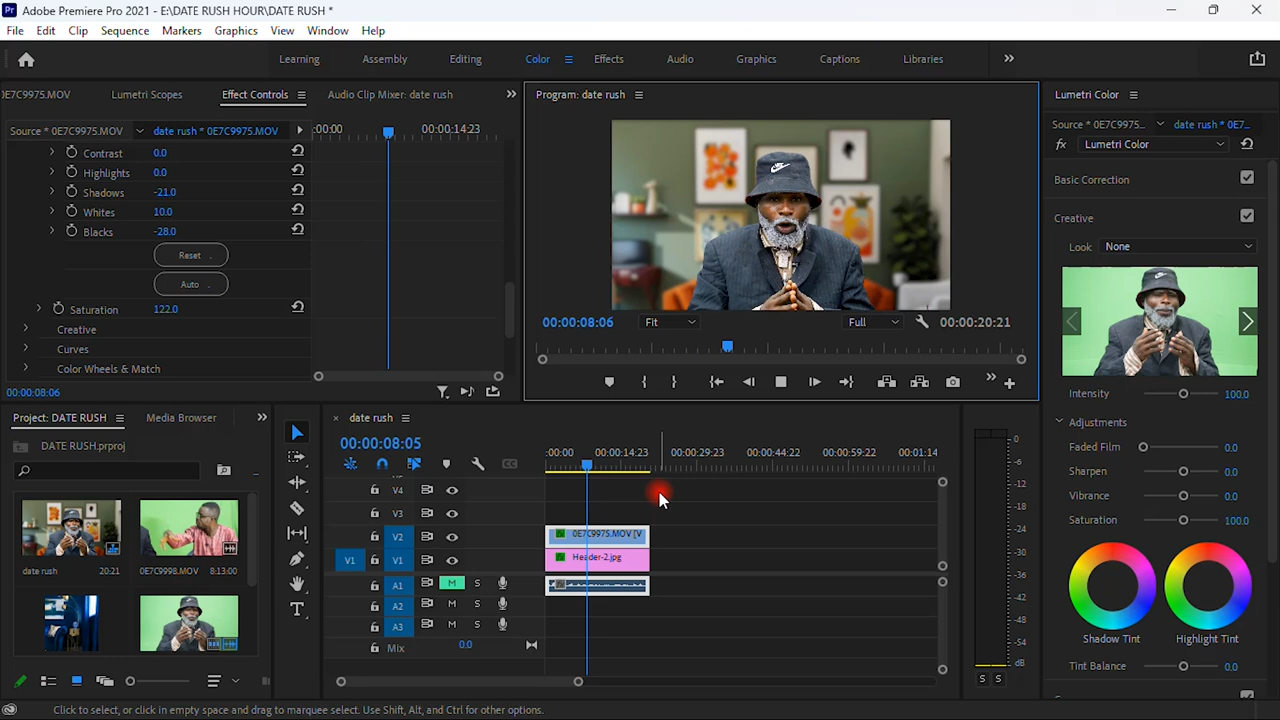 Adobe Premiere Pro 2021 - E:\DATE RUSH HOUR\DATE RUSH *
File Edit Clip Sequence Markers Graphics View Window Help
Learning Assembly Editing Color Effects Audio Graphics Captions Libraries
0E7C9975.MOV Lumetri Scopes Effect Controls Audio Clip Mixer: date rush
Source * 0E7C9975.MOV date rush * 0E7C9975.MOV :00:00 00:00:14:23
Contrast 0.0
Highlights 0.0
Shadows -21.0
Whites 10.0
Blacks -28.0
Reset
Auto
Saturation 122.0
Creative
Curves
Color Wheels & Match
00:00:08:06
Program: date rush
00:00:08:06 Fit Full 00:00:20:21
Lumetri Color
Source * 0E7C9975... date rush * 0E7...
fx Lumetri Color
Basic Correction
Creative
Look None
Intensity 100.0
Adjustments
Faded Film 0.0
Sharpen 0.0
Vibrance 0.0
Saturation 100.0
Shadow Tint Highlight Tint
Tint Balance 0.0
Project: DATE RUSH Media Browser
DATE RUSH.prproj
date rush 20:21 0E7C9998.MOV 8:13:00
date rush
00:00:08:05
:00:00 00:00:14:23 00:00:29:23 00:00:44:22 00:00:59:22 00:01:14
V4
V3
V2 0E7C9975.MOV [V
V1 V1 Header-2.jpg
A1 M S
A2 M S
A3 M S
Mix 0.0
0
-6
-12
-18
-24
-30
-36
-42
-48
-54
dB
S S
Click to select, or click in empty space and drag to marquee select. Use Shift, Alt, and Ctrl for other options.